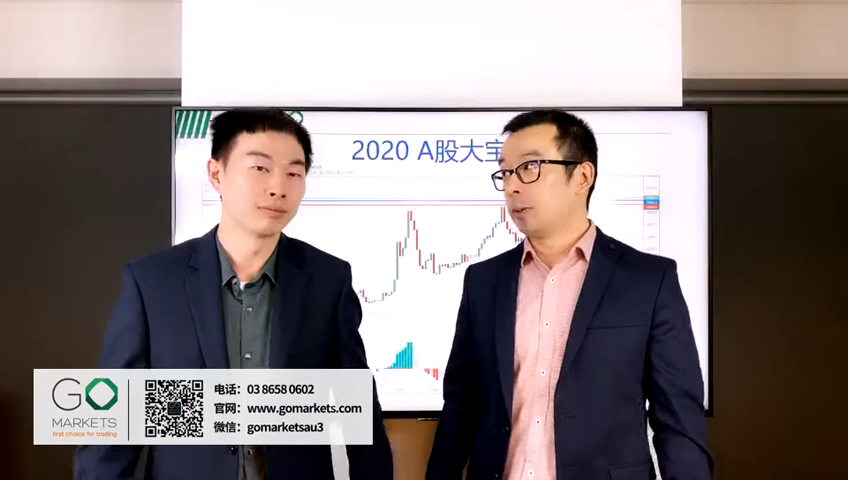 2020 A股大宝
GO
MARKETS
first choice for trading
电话：03 8658 0602
官网：www.gomarkets.com
微信：gomarketsau3